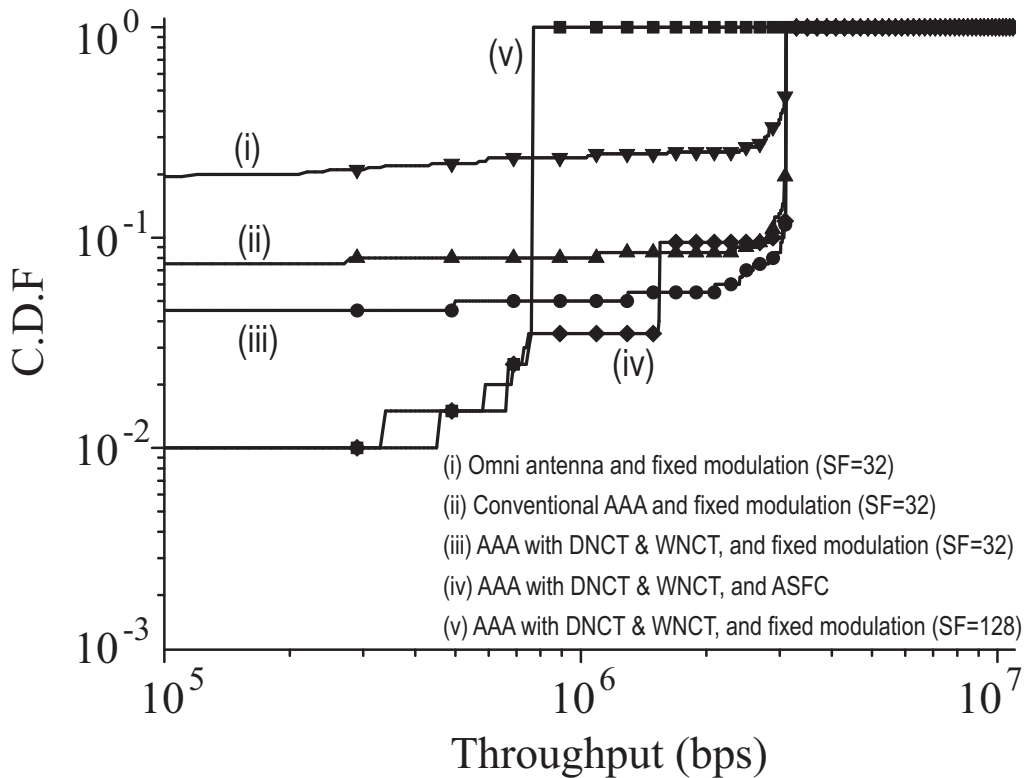 10^0
(v)
(i)
10^-1
(ii)
C.D.F
(iii)
(iv)
10^-2
(i) Omni antenna and fixed modulation (SF=32)
(ii) Conventional AAA and fixed modulation (SF=32)
(iii) AAA with DNCT & WNCT, and fixed modulation (SF=32)
(iv) AAA with DNCT & WNCT, and ASFC
(v) AAA with DNCT & WNCT, and fixed modulation (SF=128)
10^-3
10^5 10^6 10^7
Throughput (bps)